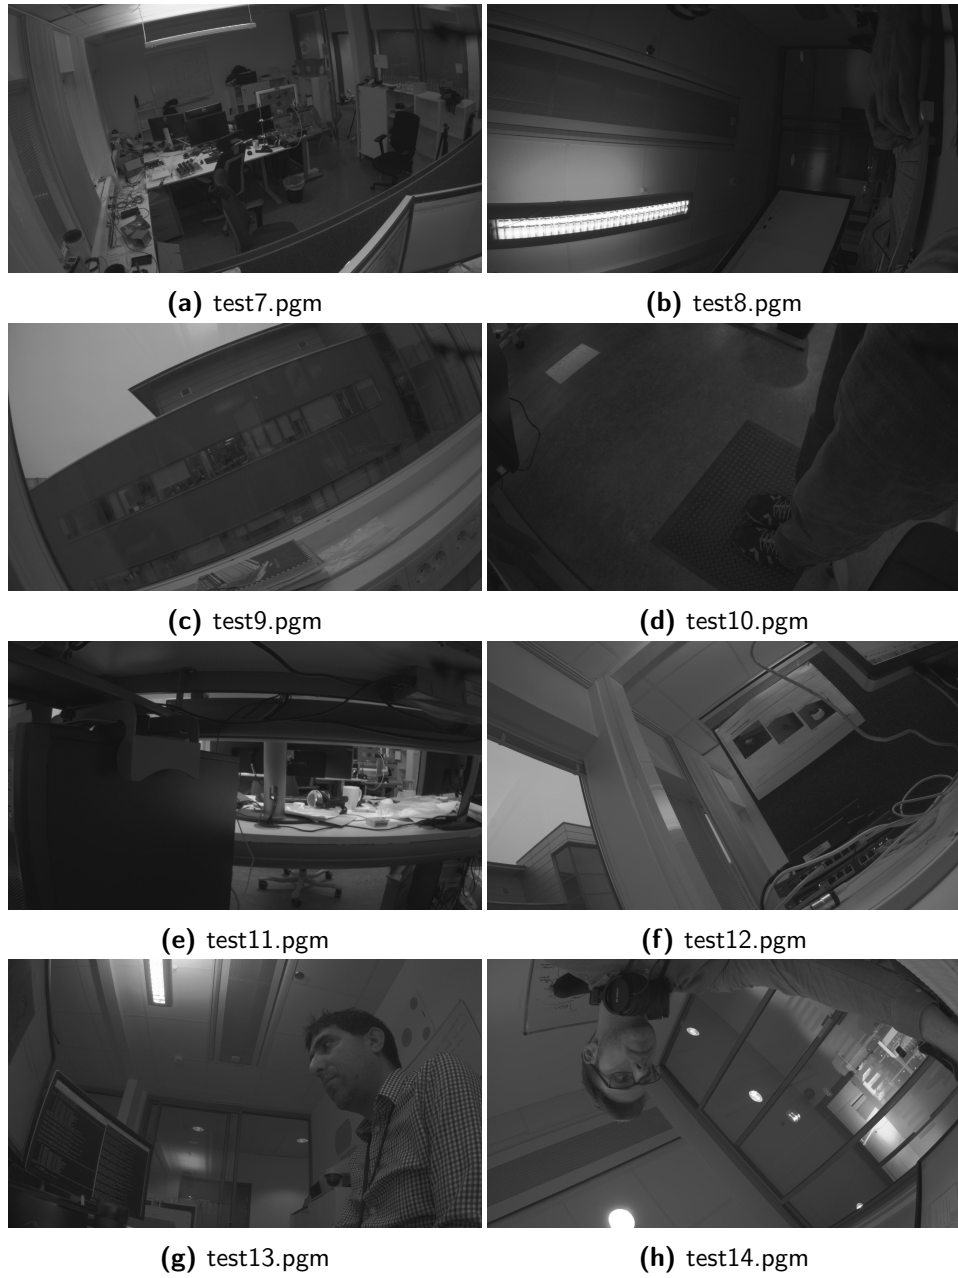 (a) test7.pgm
(b) test8.pgm
(c) test9.pgm
(d) test10.pgm
(e) test11.pgm
(f) test12.pgm
(g) test13.pgm
(h) test14.pgm